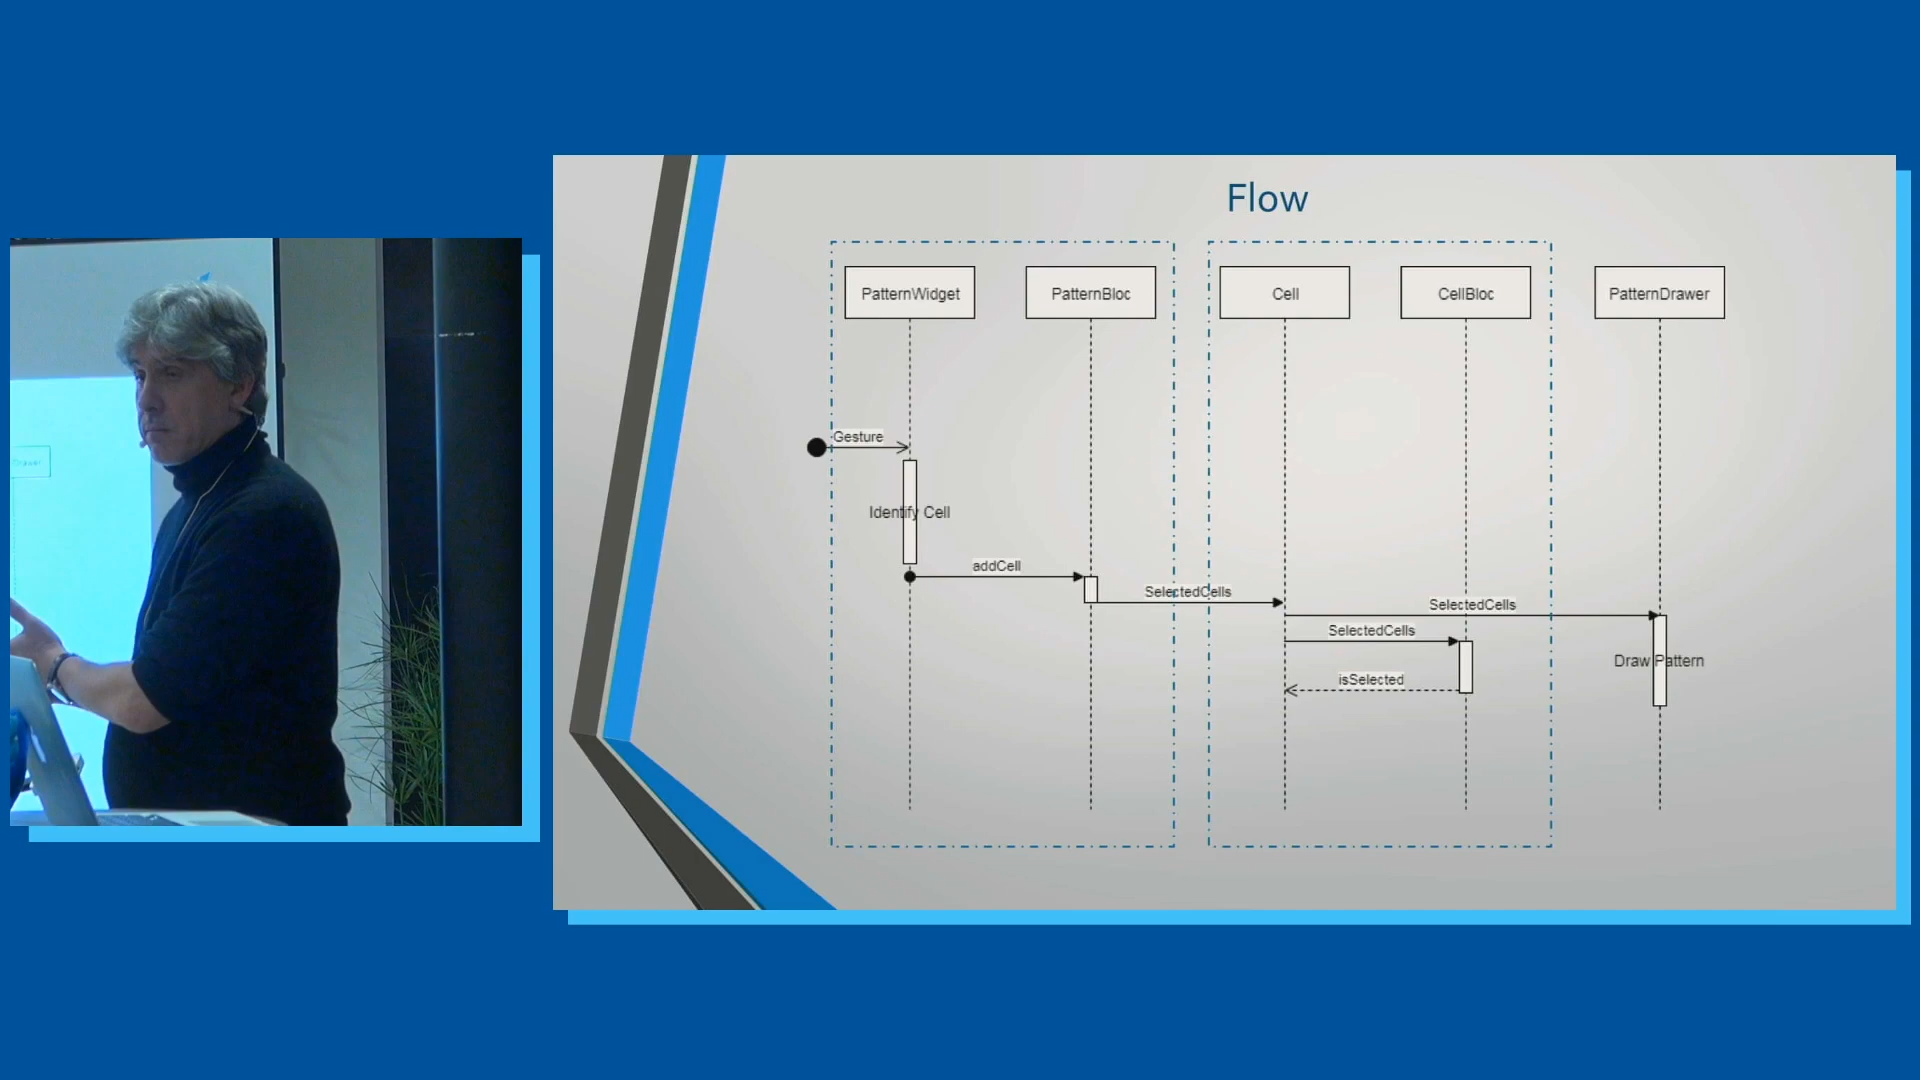 Flow
PatternWidget
PatternBloc
Cell
CellBloc
PatternDrawer
Gesture
Identify Cell
addCell
SelectedCells
SelectedCells
SelectedCells
Draw Pattern
isSelected